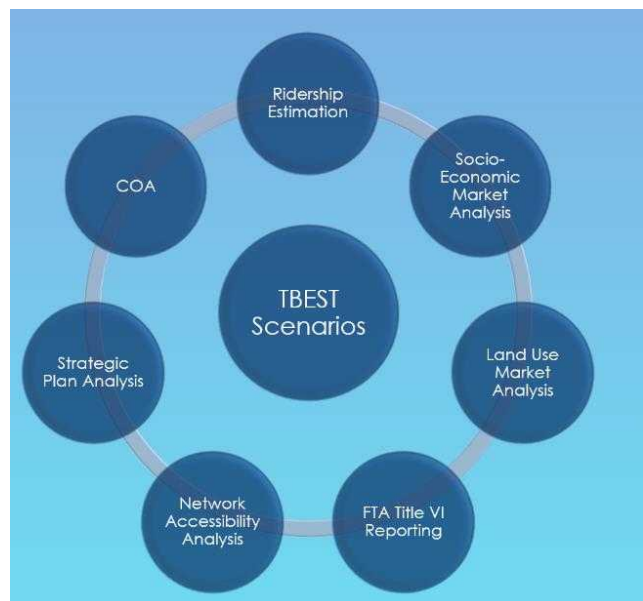 Ridership
Estimation
Socio-
Economic
Market
Analysis
Land Use
Market
Analysis
FTA Title VI
Reporting
Network
Accessibility
Analysis
Strategic
Plan Analysis
COA
TBEST
Scenarios